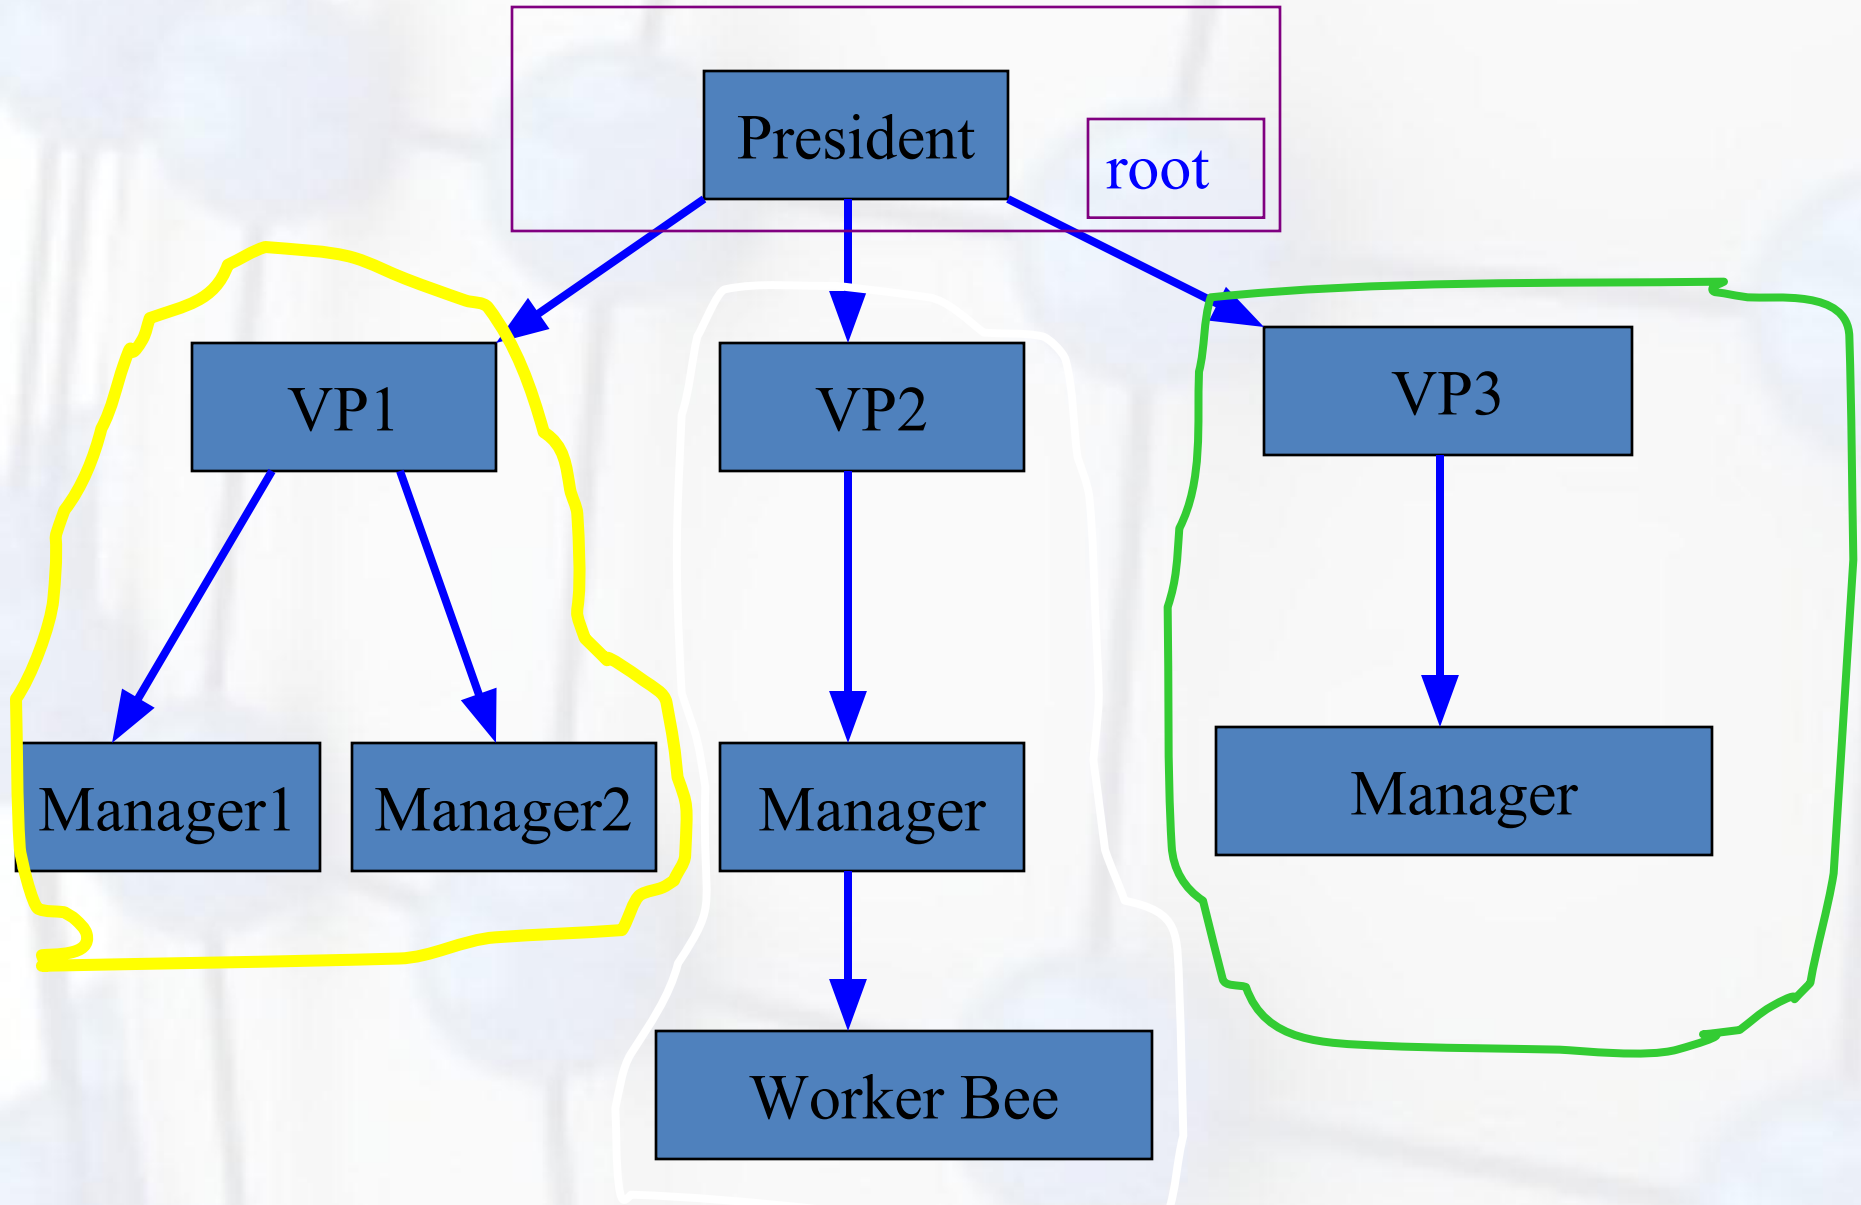 President
root
VP1
VP2
VP3
Manager1
Manager2
Manager
Manager
Worker Bee